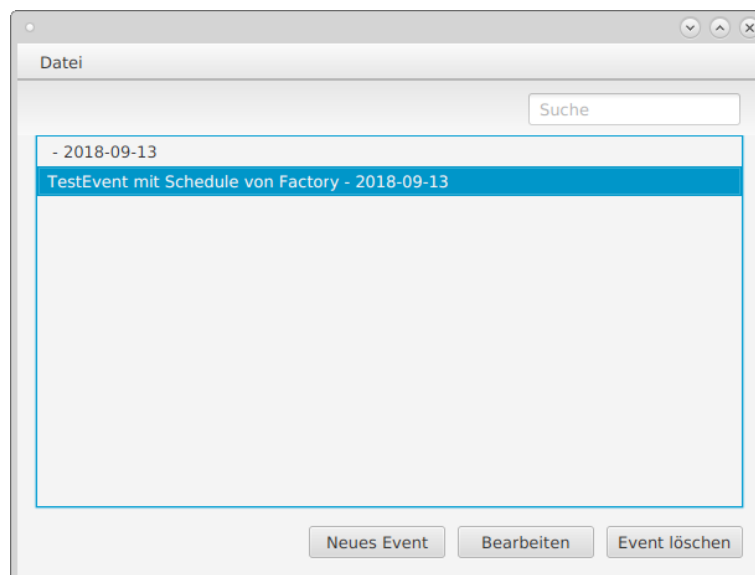 Datei
Suche
- 2018-09-13
TestEvent mit Schedule von Factory - 2018-09-13
Neues Event Bearbeiten Event löschen